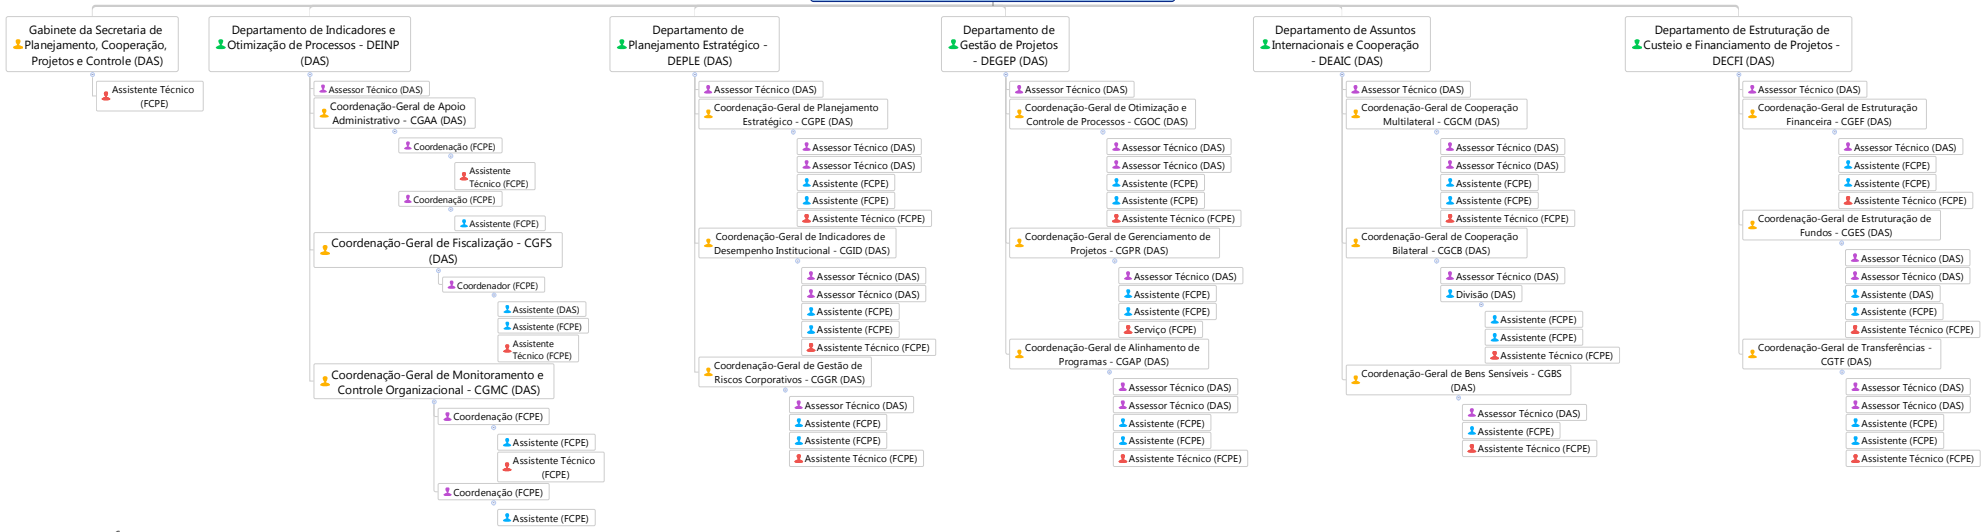 Gabinete da Secretaria de
Planejamento, Cooperação,
Projetos e Controle (DAS)
Assistente Técnico
(FCPE)
Departamento de Indicadores e
Otimização de Processos - DEINP
(DAS)
Assessor Técnico (DAS)
Coordenação-Geral de Apoio
Administrativo - CGAA (DAS)
Coordenação (FCPE)
Assistente
Técnico (FCPE)
Coordenação (FCPE)
Assistente (FCPE)
Coordenação-Geral de Fiscalização - CGFS
(DAS)
Coordenador (FCPE)
Assistente (DAS)
Assistente (FCPE)
Assistente
Técnico (FCPE)
Coordenação-Geral de Monitoramento e
Controle Organizacional - CGMC (DAS)
Coordenação (FCPE)
Assistente (FCPE)
Assistente Técnico
(FCPE)
Coordenação (FCPE)
Assistente (FCPE)
Departamento de
Planejamento Estratégico -
DEPLE (DAS)
Assessor Técnico (DAS)
Coordenação-Geral de Planejamento
Estratégico - CGPE (DAS)
Assessor Técnico (DAS)
Assessor Técnico (DAS)
Assistente (FCPE)
Assistente (FCPE)
Assistente Técnico (FCPE)
Coordenação-Geral de Indicadores de
Desempenho Institucional - CGID (DAS)
Assessor Técnico (DAS)
Assessor Técnico (DAS)
Assistente (FCPE)
Assistente (FCPE)
Assistente Técnico (FCPE)
Coordenação-Geral de Gestão de
Riscos Corporativos - CGGR (DAS)
Assessor Técnico (DAS)
Assistente (FCPE)
Assistente (FCPE)
Assistente Técnico (FCPE)
Departamento de
Gestão de Projetos
- DEGEP (DAS)
Assessor Técnico (DAS)
Coordenação-Geral de Otimização e
Controle de Processos - CGOC (DAS)
Assessor Técnico (DAS)
Assessor Técnico (DAS)
Assistente (FCPE)
Assistente (FCPE)
Assistente Técnico (FCPE)
Coordenação-Geral de Gerenciamento de
Projetos - CGPR (DAS)
Assessor Técnico (DAS)
Assistente (FCPE)
Assistente (FCPE)
Serviço (FCPE)
Coordenação-Geral de Alinhamento de
Programas - CGAP (DAS)
Assessor Técnico (DAS)
Assessor Técnico (DAS)
Assistente (FCPE)
Assistente (FCPE)
Assistente Técnico (FCPE)
Departamento de Assuntos
Internacionais e Cooperação
- DEAIC (DAS)
Assessor Técnico (DAS)
Coordenação-Geral de Cooperação
Multilateral - CGCM (DAS)
Assessor Técnico (DAS)
Assessor Técnico (DAS)
Assistente (FCPE)
Assistente (FCPE)
Assistente Técnico (FCPE)
Coordenação-Geral de Cooperação
Bilateral - CGCB (DAS)
Assessor Técnico (DAS)
Divisão (DAS)
Assistente (FCPE)
Assistente (FCPE)
Assistente Técnico (FCPE)
Coordenação-Geral de Bens Sensíveis - CGBS
(DAS)
Assessor Técnico (DAS)
Assistente (FCPE)
Assistente Técnico (FCPE)
Departamento de Estruturação de
Custeio e Financiamento de Projetos -
DECFI (DAS)
Assessor Técnico (DAS)
Coordenação-Geral de Estruturação
Financeira - CGEF (DAS)
Assessor Técnico (DAS)
Assistente (FCPE)
Assistente (FCPE)
Assistente Técnico (FCPE)
Coordenação-Geral de Estruturação de
Fundos - CGES (DAS)
Assessor Técnico (DAS)
Assessor Técnico (DAS)
Assistente (DAS)
Assistente (FCPE)
Assistente Técnico (FCPE)
Coordenação-Geral de Transferências -
CGTF (DAS)
Assessor Técnico (DAS)
Assessor Técnico (DAS)
Assistente (FCPE)
Assistente (FCPE)
Assistente Técnico (FCPE)